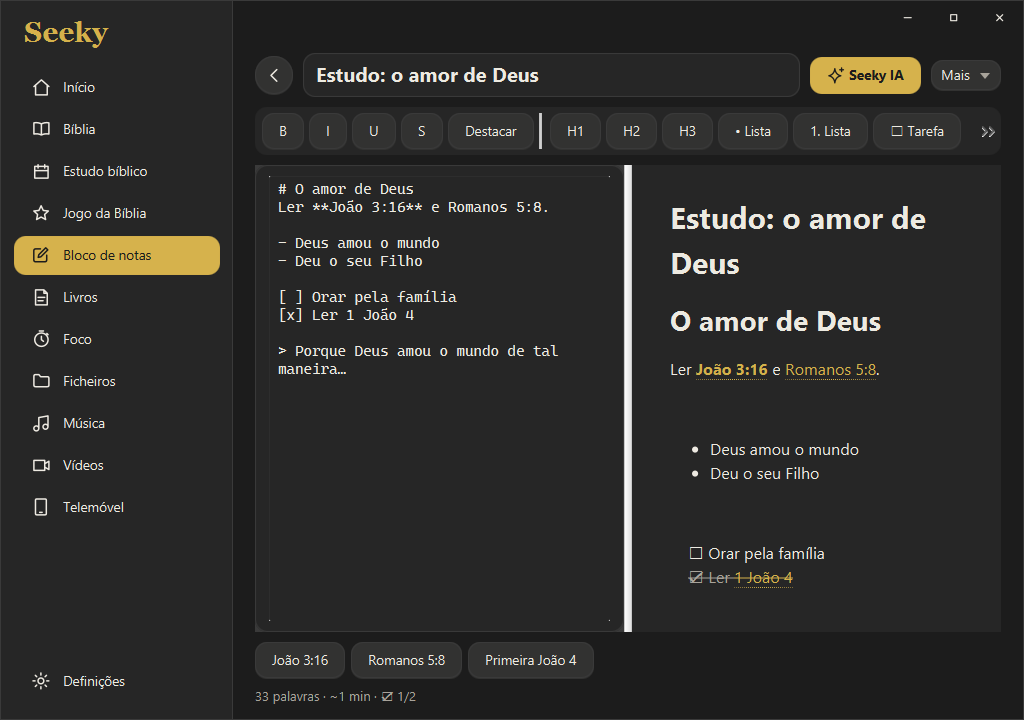 Seeky
Início
Bíblia
Estudo bíblico
Jogo da Bíblia
Bloco de notas
Livros
Foco
Ficheiros
Música
Vídeos
Telemóvel
Definições
Estudo: o amor de Deus
Seeky IA
Mais
B I U S Destacar H1 H2 H3 • Lista 1. Lista ☐ Tarefa
# O amor de Deus
Ler **João 3:16** e Romanos 5:8.
- Deus amou o mundo
- Deu o seu Filho
[ ] Orar pela família
[x] Ler 1 João 4
> Porque Deus amou o mundo de tal
maneira…
Estudo: o amor de
Deus
O amor de Deus
Ler João 3:16 e Romanos 5:8.
• Deus amou o mundo
• Deu o seu Filho
☐ Orar pela família
☑ Ler 1 João 4
João 3:16 Romanos 5:8 Primeira João 4
33 palavras · ~1 min · ☑ 1/2